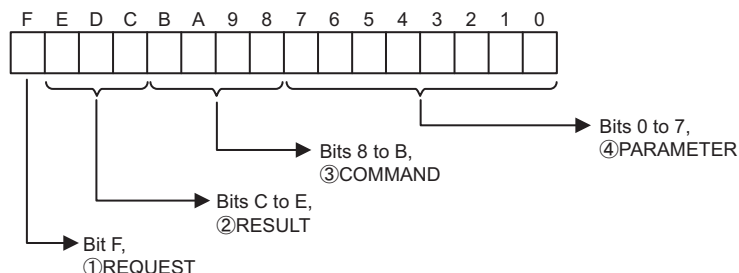 F E D C B A 9 8 7 6 5 4 3 2 1 0
Bits 0 to 7,
④PARAMETER
Bits 8 to B,
③COMMAND
Bits C to E,
②RESULT
Bit F,
①REQUEST